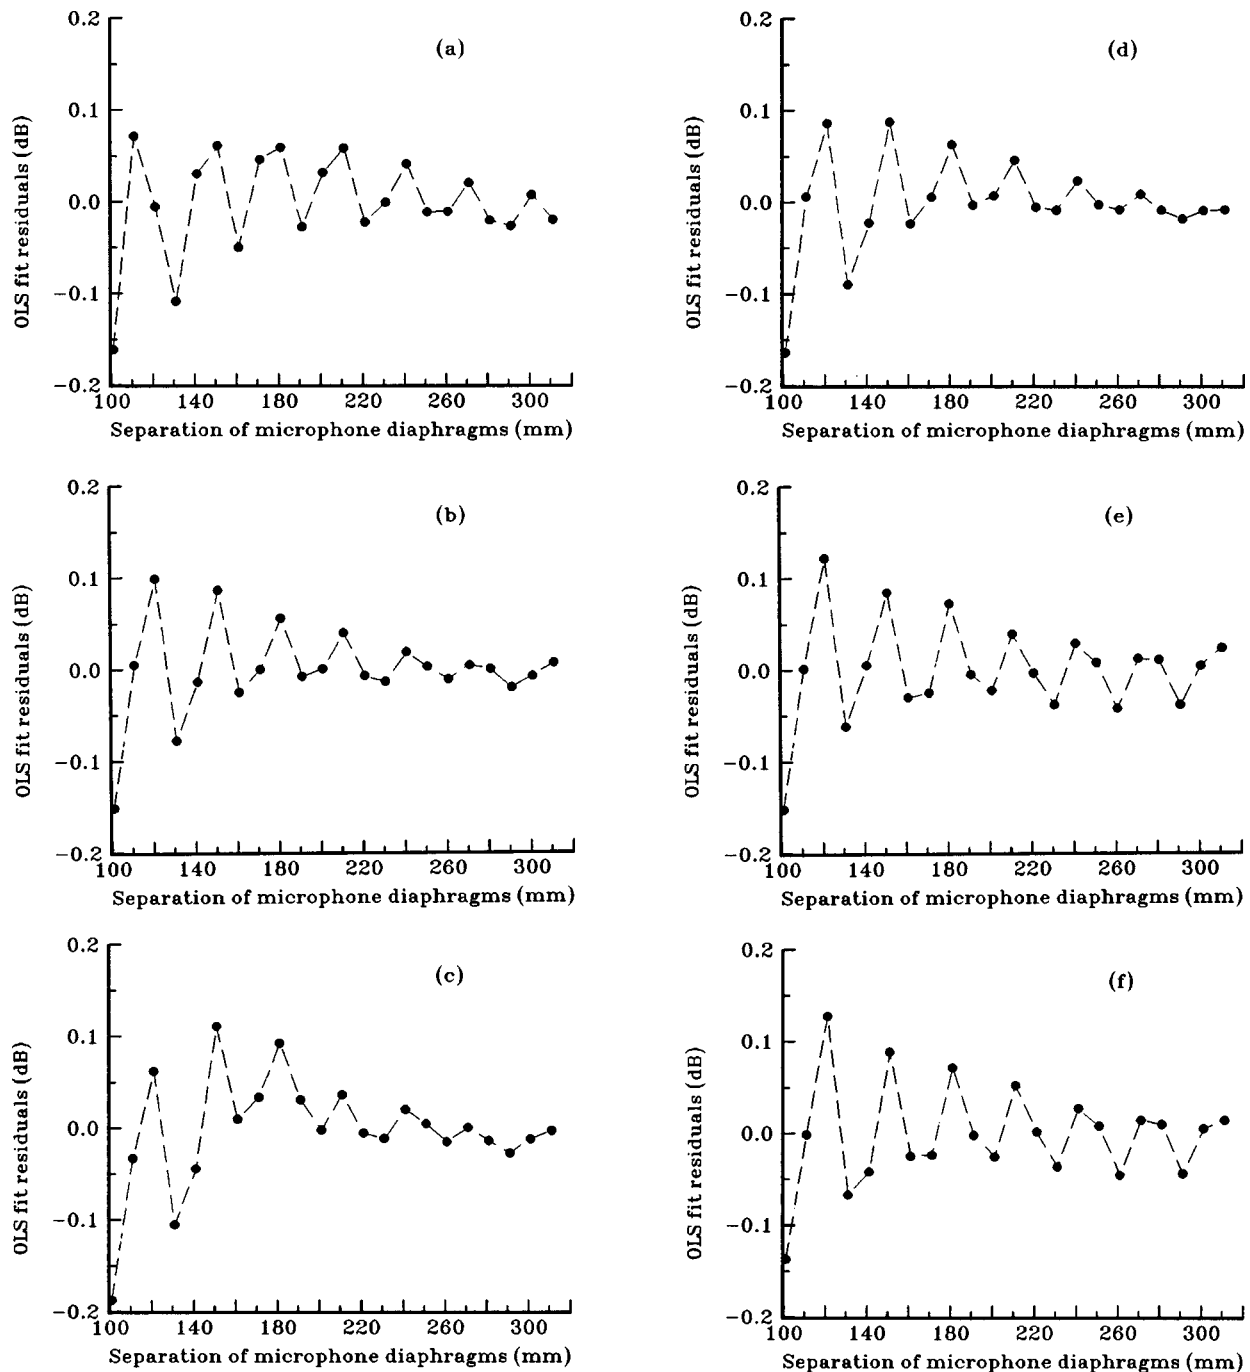 0.2
(a)
0.1
0.0
−0.1
−0.2
100 140 180 220 260 300
Separation of microphone diaphragms (mm)
OLS fit residuals (dB)
0.2
(d)
0.1
0.0
−0.1
−0.2
100 140 180 220 260 300
Separation of microphone diaphragms (mm)
OLS fit residuals (dB)
0.2
(b)
0.1
0.0
−0.1
−0.2
100 140 180 220 260 300
Separation of microphone diaphragms (mm)
OLS fit residuals (dB)
0.2
(e)
0.1
0.0
−0.1
−0.2
100 140 180 220 260 300
Separation of microphone diaphragms (mm)
OLS fit residuals (dB)
0.2
(c)
0.1
0.0
−0.1
−0.2
100 140 180 220 260 300
Separation of microphone diaphragms (mm)
OLS fit residuals (dB)
0.2
(f)
0.1
0.0
−0.1
−0.2
100 140 180 220 260 300
Separation of microphone diaphragms (mm)
OLS fit residuals (dB)